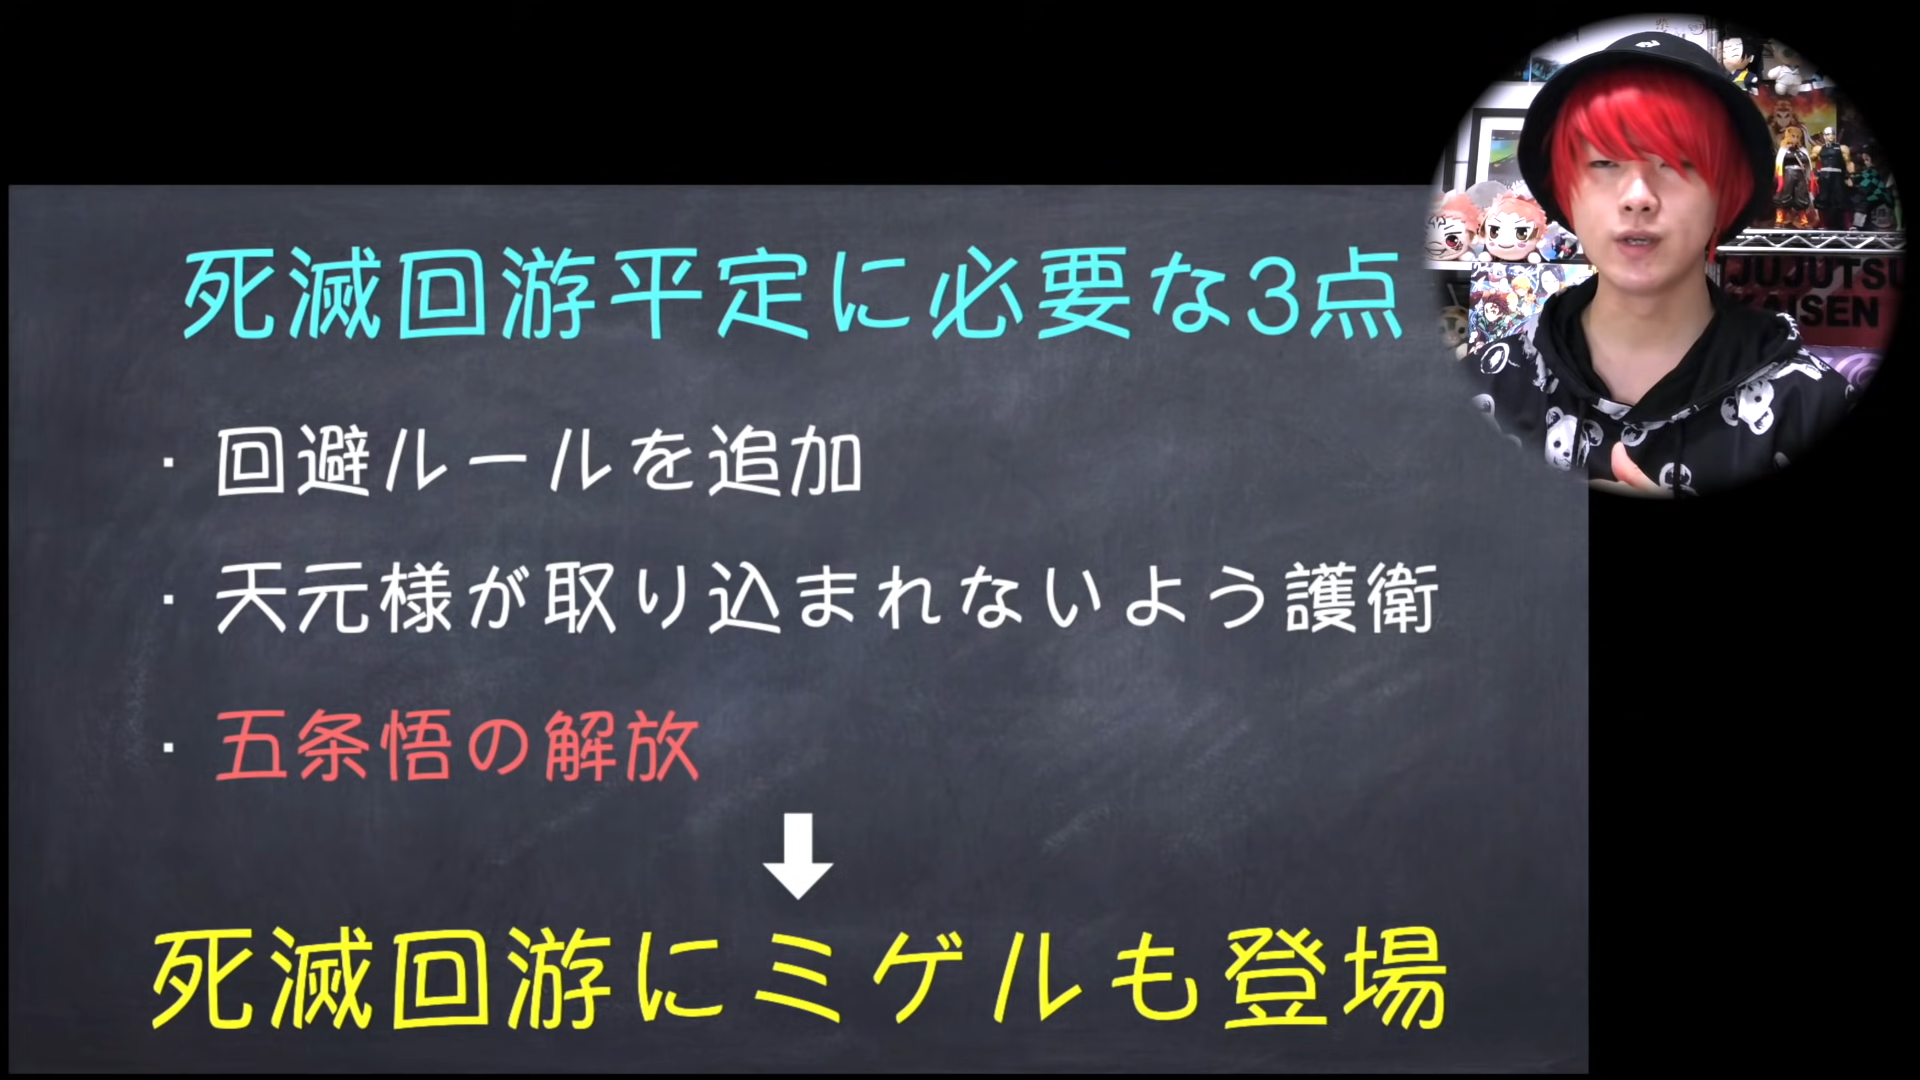 死滅回游平定に必要な3点
・回避ルールを追加
・天元様が取り込まれないよう護衛
・五条悟の解放
⬇
死滅回游にミゲルも登場
JUJUTSU
KAISEN